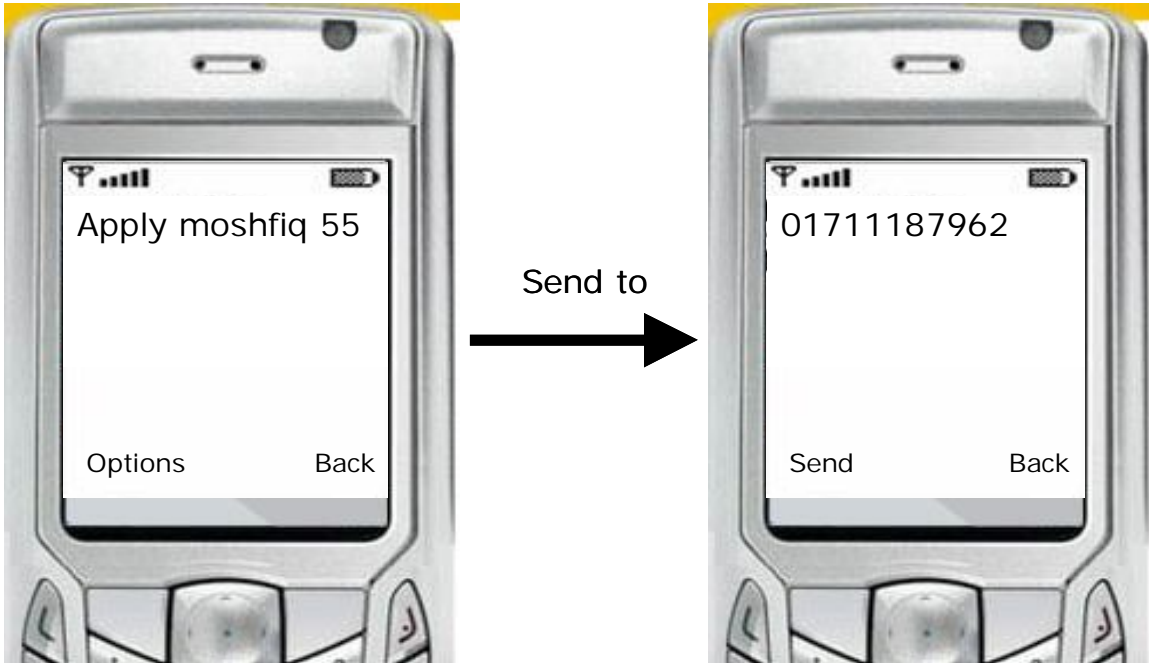 Apply moshfiq 55
Options Back
Send to
01711187962
Send Back